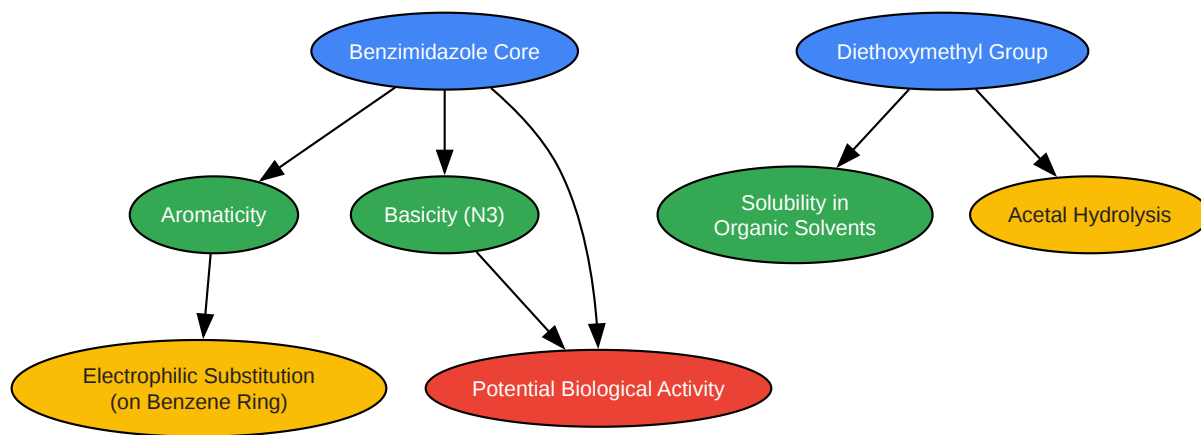 Benzimidazole Core
Diethoxymethyl Group
Aromaticity
Basicity (N3)
Solubility in
Organic Solvents
Acetal Hydrolysis
Electrophilic Substitution
(on Benzene Ring)
Potential Biological Activity